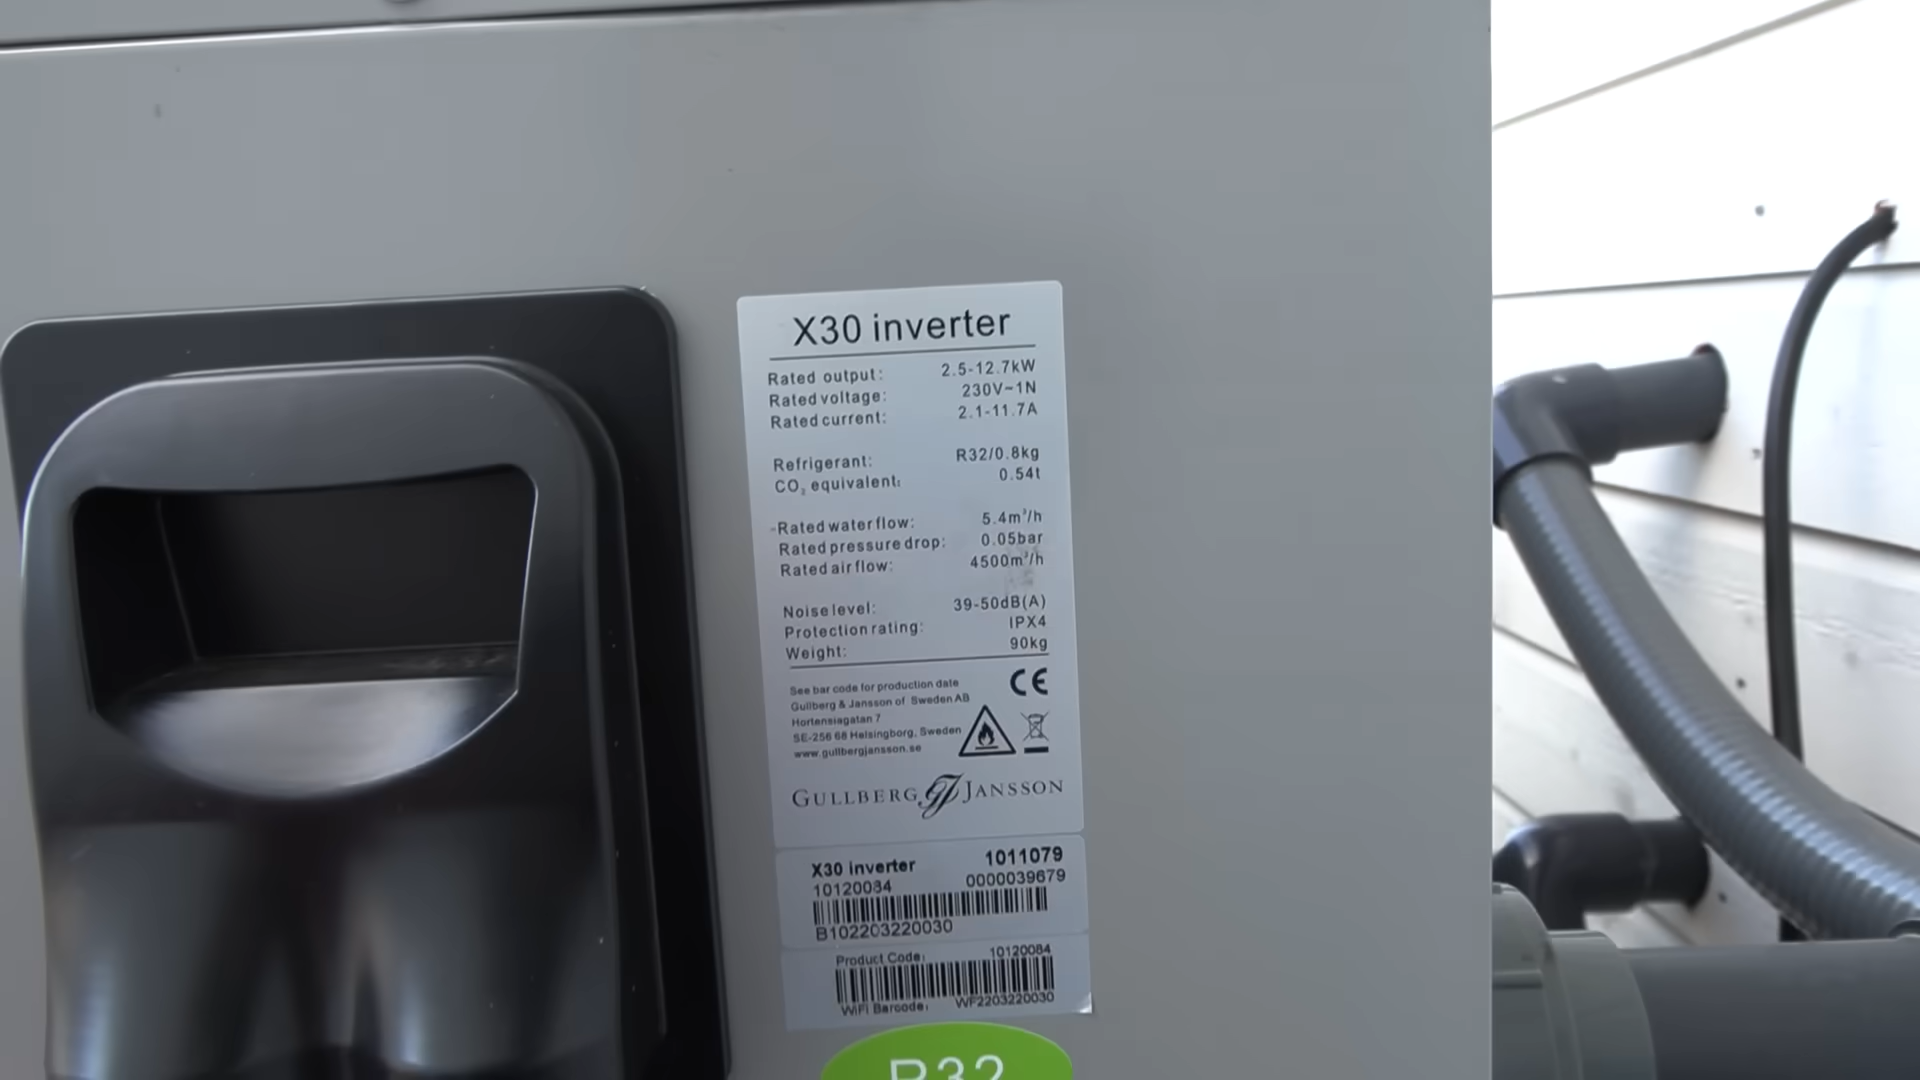 X30 inverter
Rated output: 2.5-12.7kW
Rated voltage: 230V~1N
Rated current: 2.1-11.7A
Refrigerant: R32/0.8kg
CO₂ equivalent: 0.54t
-Rated water flow: 5.4m³/h
Rated pressure drop: 0.05bar
Rated air flow: 4500m³/h
Noise level: 39-50dB(A)
Protection rating: IPX4
Weight: 90kg
See bar code for production date
Gullberg & Jansson of Sweden AB
Hortensiagatan 7
SE-256 68 Helsingborg, Sweden
www.gullbergjansson.se
CE
GULLBERG GJ JANSSON
X30 inverter 1011079
10120084 0000039679
B102203220030
Product Code: 10120084
WiFi Barcode: WF2203220030
R32